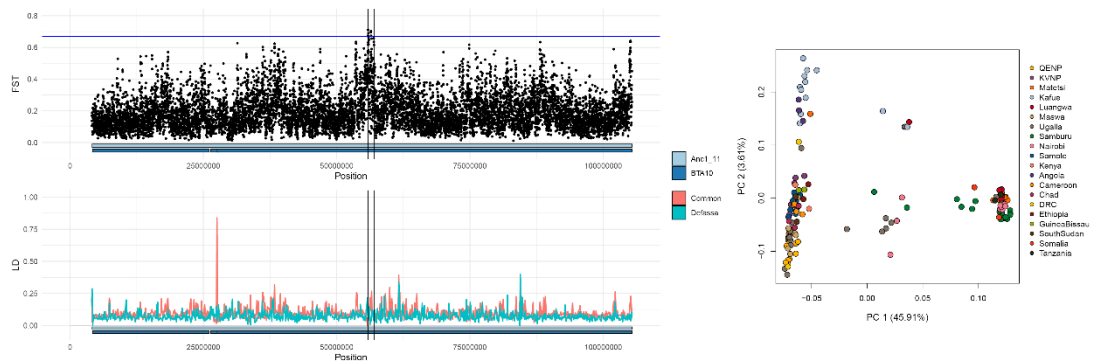 0.8
0.6
0.4
0.2
0.0
FST
0
25000000
50000000
75000000
100000000
Position
1.00
0.75
0.50
0.25
0.00
LD
0
25000000
50000000
75000000
100000000
Position
Anc1_11
BTA10
Common
Defassa
0.2
0.1
0.0
−0.1
PC 2 (3.61%)
−0.05
0.00
0.05
0.10
PC 1 (45.91%)
QENP
KVNP
Matetsi
Kafue
Luangwa
Maswa
Ugalla
Samburu
Nairobi
Samole
Kenya
Angola
Cameroon
Chad
DRC
Ethiopia
GuineaBissau
SouthSudan
Somalia
Tanzania